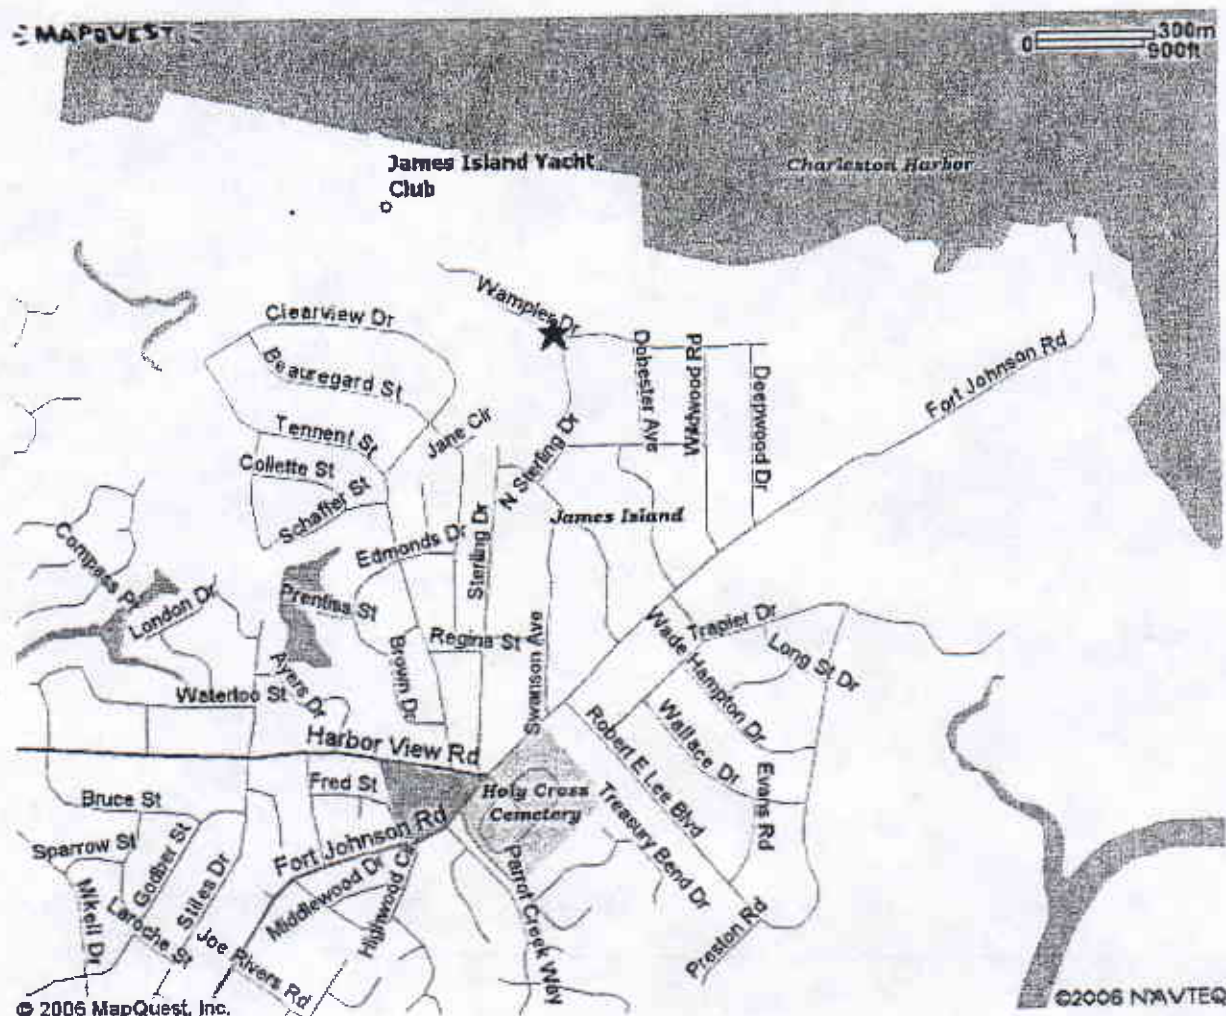 MAPQUEST
300m
0
900ft
James Island Yacht
Club
Charleston Harbor
Wampler Dr
Clearview Dr
Beauregard St
Dobester Ave
Wildwood Rd
Deepwood Dr
Fort Johnson Rd
Tennent St
Jane Cir
N Sterling Dr
Collette St
Schaffer St
James Island
Edmonds Dr
Sterling Dr
Compass Pt
London Dr
Prentiss St
Regina St
Brown Dr
Swanson Ave
Wade Hampton Dr
Trapier Dr
Long St Dr
Ayers Dr
Waterloo St
Harbor View Rd
Robert E Lee Blvd
Wallace Dr
Evans Rd
Fred St
Holy Cross
Cemetery
Treasury Bend Dr
Bruce St
Fort Johnson Rd
Sparrow St
Godber St
Stiles Dr
Middlewood Dr
Highwood Cir
Parrot Creek Way
Mikell Dr
Laroche St
Joe Rivers Rd
Preston Rd
© 2006 MapQuest, Inc.
©2006 NAVTEQ